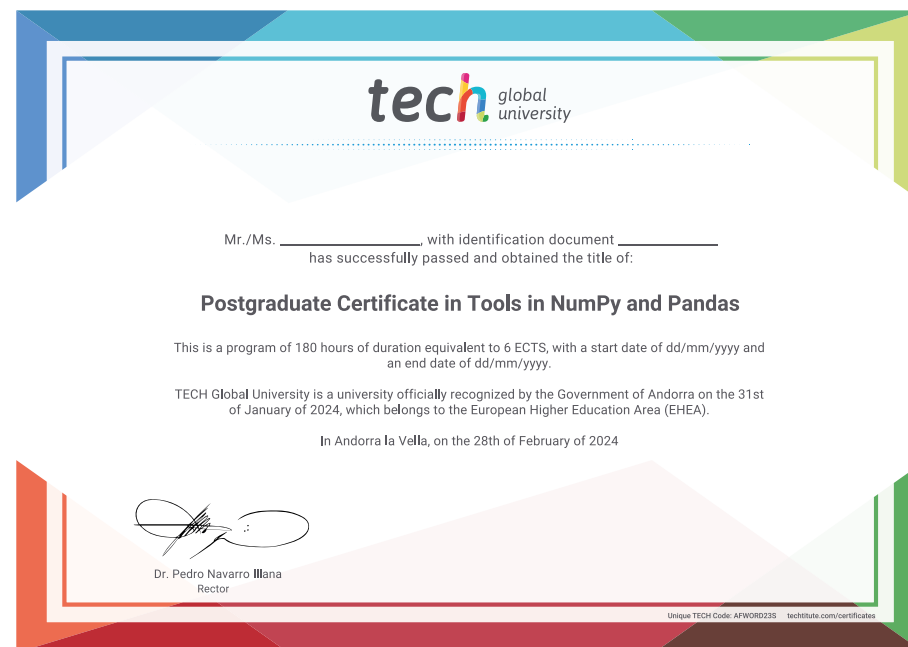 tech global
university
Mr./Ms. ____________________, with identification document ______________
has successfully passed and obtained the title of:
Postgraduate Certificate in Tools in NumPy and Pandas
This is a program of 180 hours of duration equivalent to 6 ECTS, with a start date of dd/mm/yyyy and
an end date of dd/mm/yyyy.
TECH Global University is a university officially recognized by the Government of Andorra on the 31st
of January of 2024, which belongs to the European Higher Education Area (EHEA).
In Andorra la Vella, on the 28th of February of 2024
Dr. Pedro Navarro Illana
Rector
Unique TECH Code: AFWORD23S techtitute.com/certificates